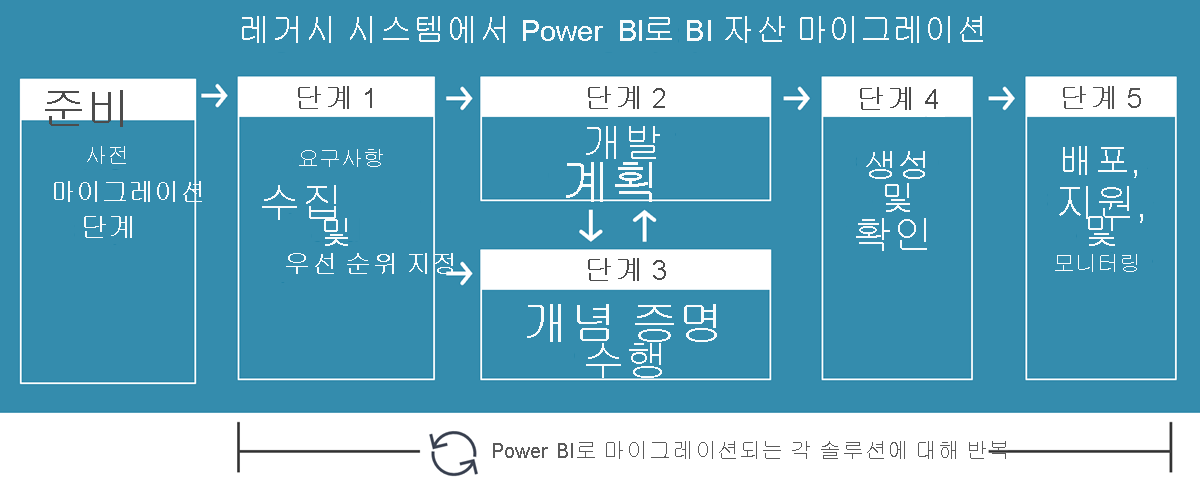 레거시 시스템에서 Power BI로 BI 자산 마이그레이션
준비
사전
마이그레이션
단계
단계 1
요구사항
수집
및
우선 순위 지정
단계 2
개발
계획
단계 3
개념 증명
수행
단계 4
생성
및
확인
단계 5
배포,
지원,
및
모니터링
Power BI로 마이그레이션되는 각 솔루션에 대해 반복